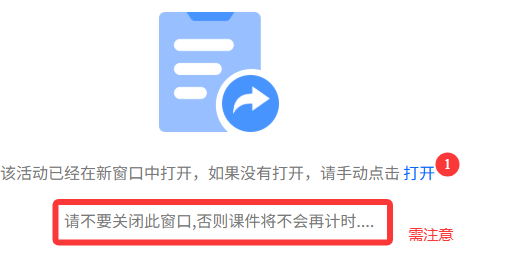 该活动已经在新窗口中打开，如果没有打开，请手动点击 打开 1
请不要关闭此窗口,否则课件将不会再计时....
需注意